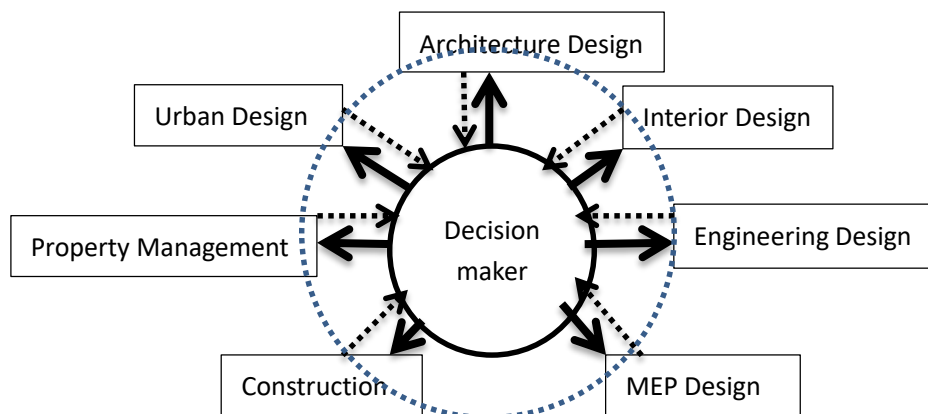 Architecture Design
Urban Design
Interior Design
Property Management
Decision
maker
Engineering Design
Construction
MEP Design